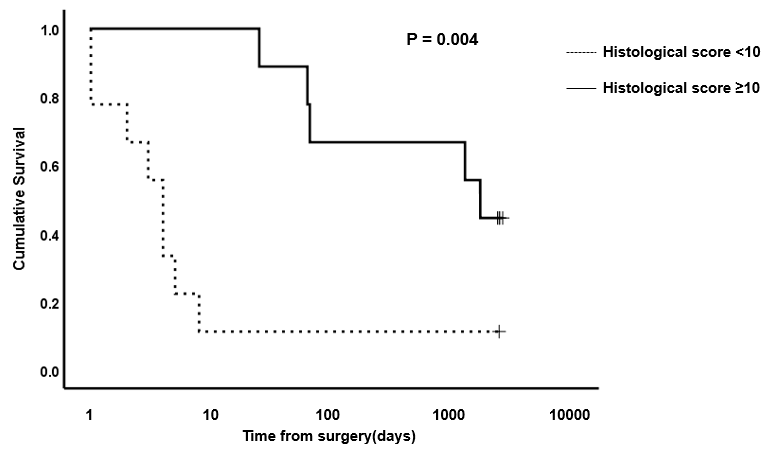 P = 0.004
Histological score <10
Histological score ≥10
Cumulative Survival
1.0
0.8
0.6
0.4
0.2
0.0
1 10 100 1000 10000
Time from surgery(days)